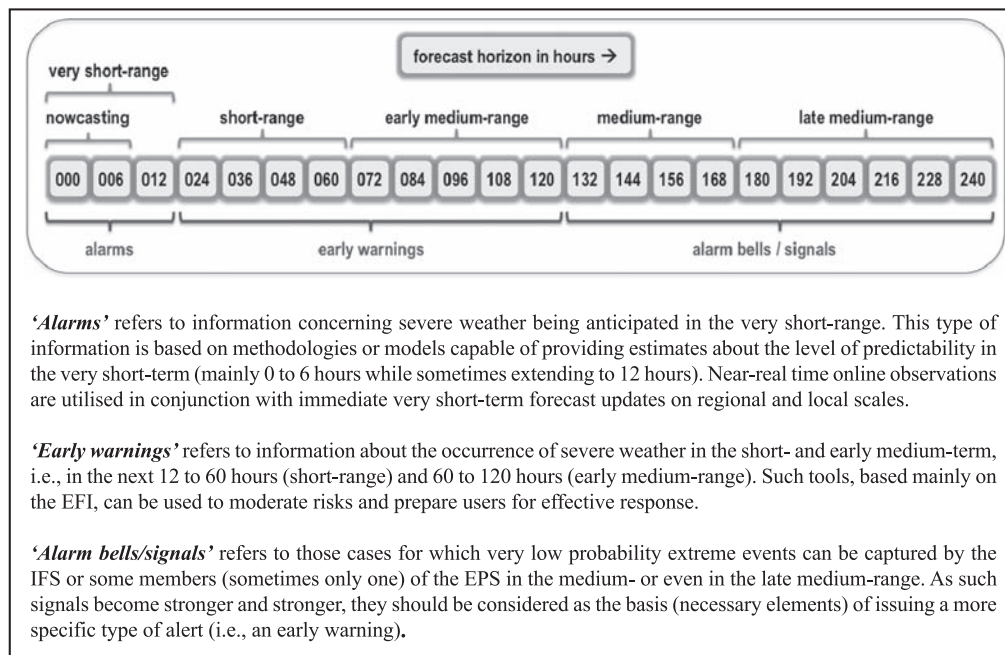 forecast horizon in hours →
very short-range
nowcasting short-range early medium-range medium-range late medium-range
000 006 012 024 036 048 060 072 084 096 108 120 132 144 156 168 180 192 204 216 228 240
alarms early warnings alarm bells / signals
‘Alarms’ refers to information concerning severe weather being anticipated in the very short-range. This type of
information is based on methodologies or models capable of providing estimates about the level of predictability in
the very short-term (mainly 0 to 6 hours while sometimes extending to 12 hours). Near-real time online observations
are utilised in conjunction with immediate very short-term forecast updates on regional and local scales.
‘Early warnings’ refers to information about the occurrence of severe weather in the short- and early medium-term,
i.e., in the next 12 to 60 hours (short-range) and 60 to 120 hours (early medium-range). Such tools, based mainly on
the EFI, can be used to moderate risks and prepare users for effective response.
‘Alarm bells/signals’ refers to those cases for which very low probability extreme events can be captured by the
IFS or some members (sometimes only one) of the EPS in the medium- or even in the late medium-range. As such
signals become stronger and stronger, they should be considered as the basis (necessary elements) of issuing a more
specific type of alert (i.e., an early warning).